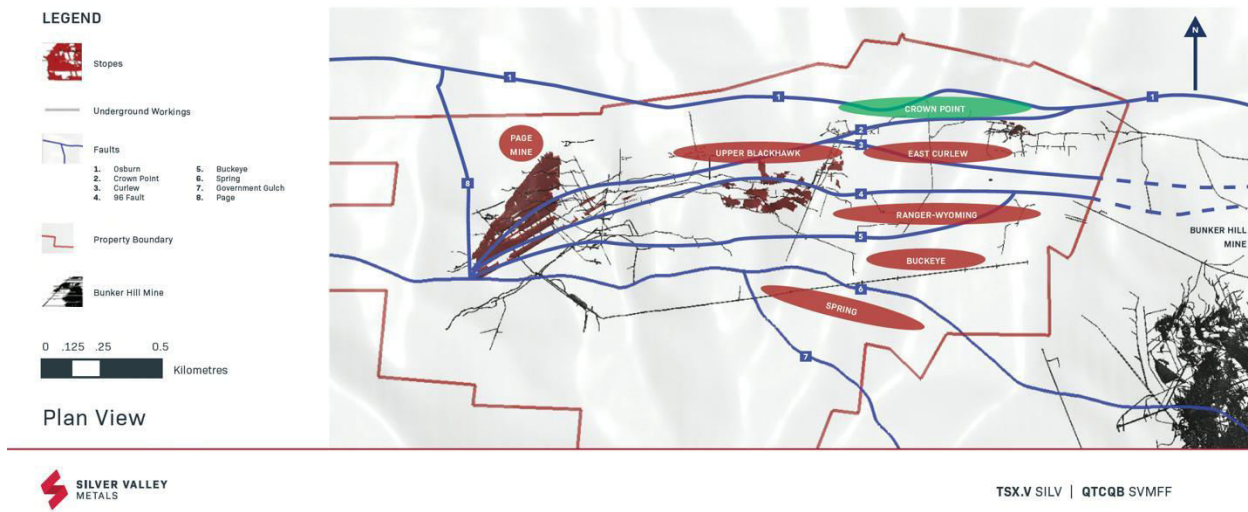 LEGEND
Stopes
Underground Workings
Faults
1. Osburn
2. Crown Point
3. Curlew
4. 96 Fault
5. Buckeye
6. Spring
7. Government Gulch
8. Page
Property Boundary
Bunker Hill Mine
0 .125 .25 0.5
Kilometres
Plan View
N
1
1
1
CROWN POINT
PAGE
MINE
2
UPPER BLACKHAWK
3
EAST CURLEW
8
4
RANGER-WYOMING
5
BUNKER HILL
MINE
BUCKEYE
6
SPRING
7
SILVER VALLEY
METALS
TSX.V SILV | QTCQB SVMFF